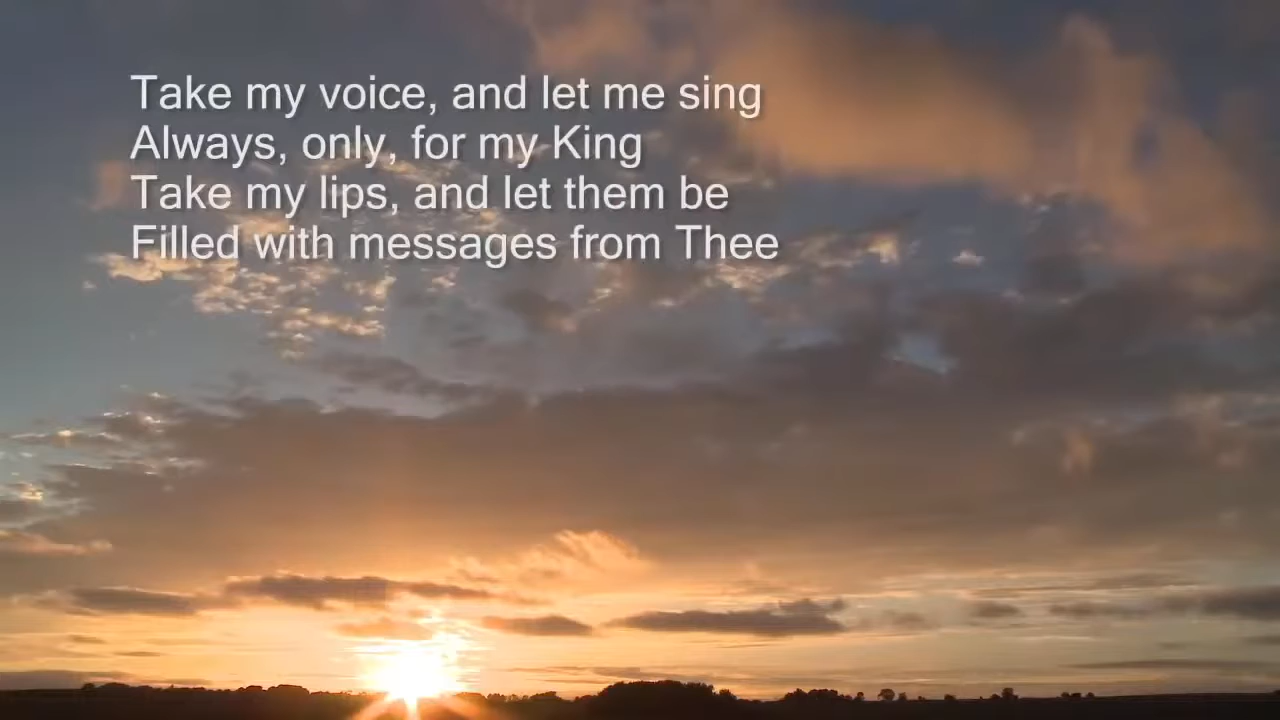 Take my voice, and let me sing
Always, only, for my King
Take my lips, and let them be
Filled with messages from Thee